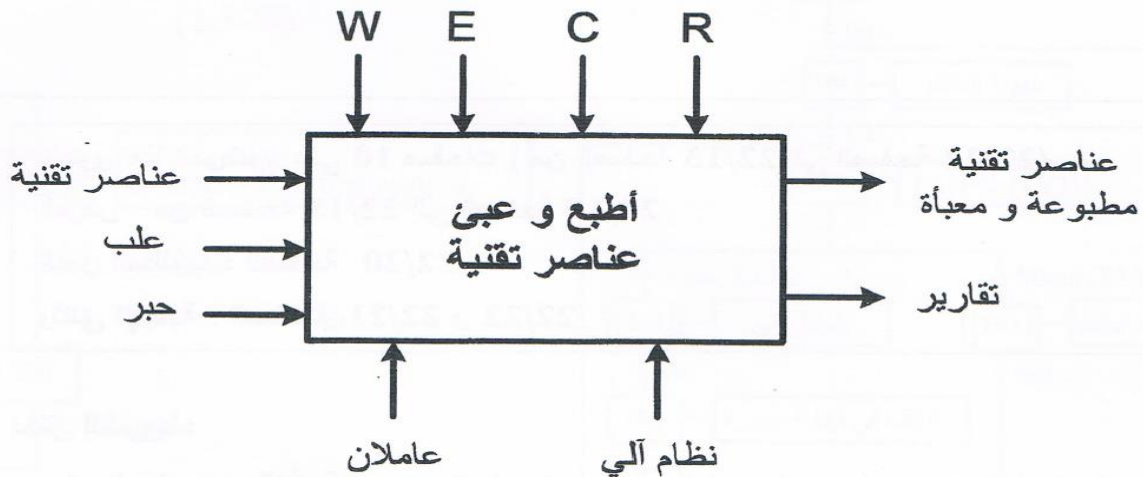 W E C R
عناصر تقنية
علب
حبر
أطبع و عبئ
عناصر تقنية
عناصر تقنية
مطبوعة و معبأة
تقارير
عاملان
نظام آلي